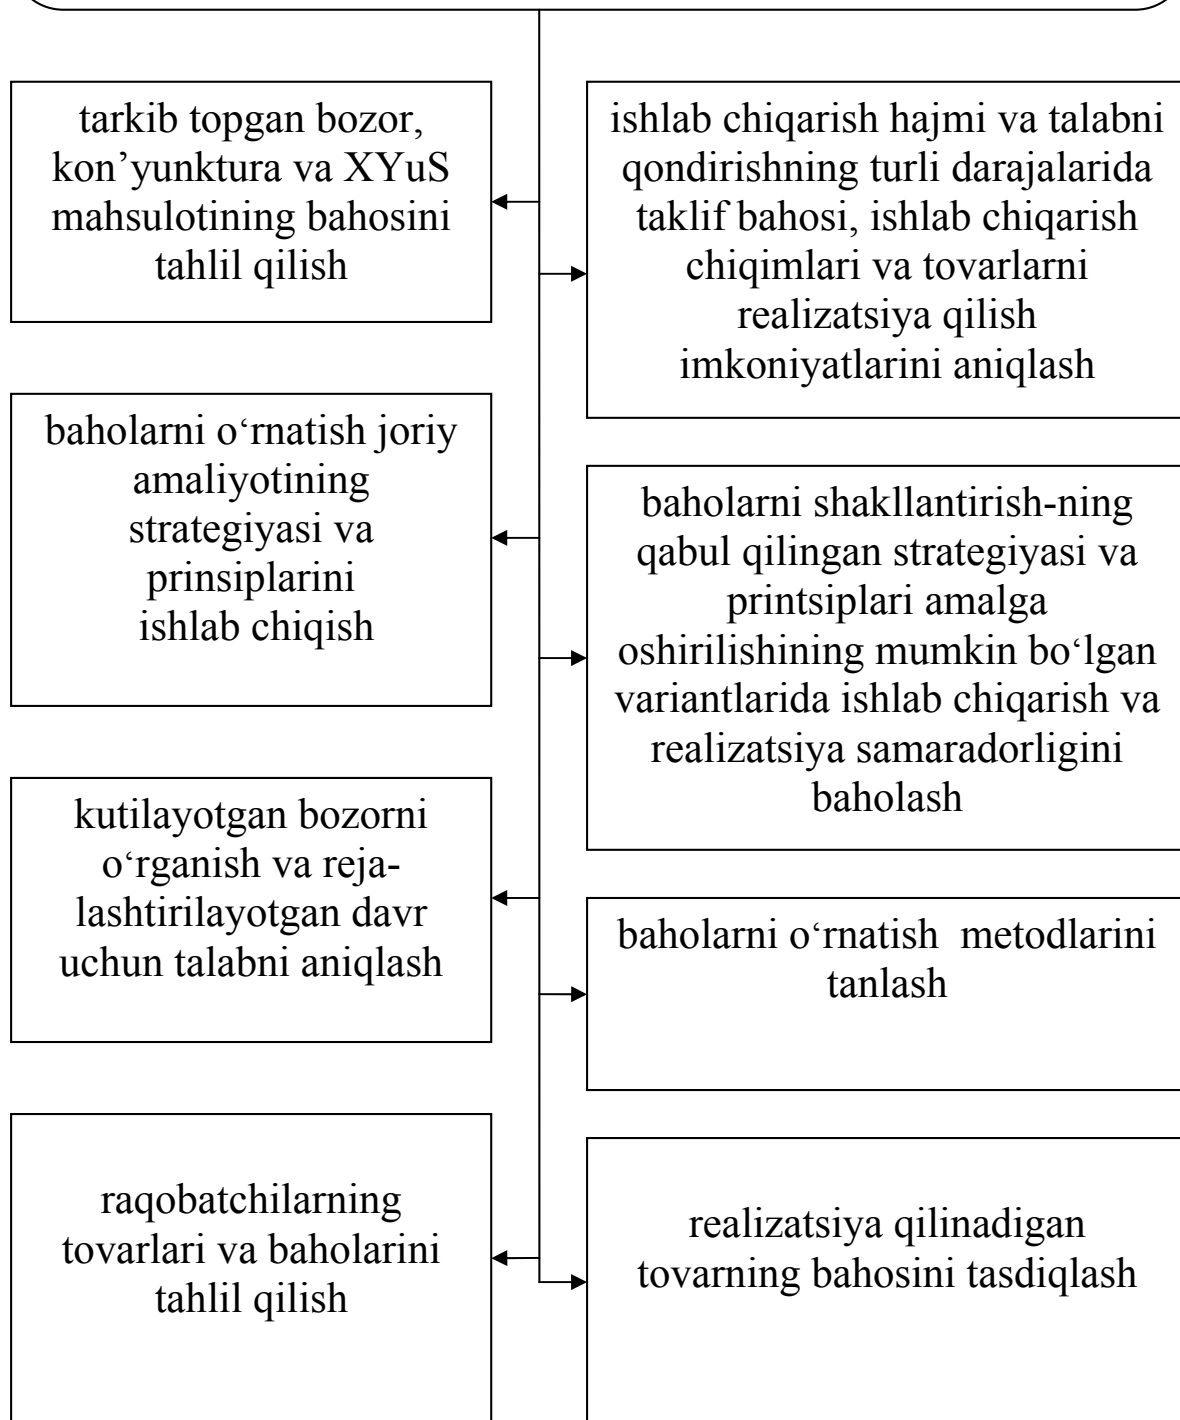 tarkib topgan bozor,
kon’yunktura va XYuS
mahsulotining bahosini
tahlil qilish
ishlab chiqarish hajmi va talabni
qondirishning turli darajalarida
taklif bahosi, ishlab chiqarish
chiqimlari va tovarlarni
realizatsiya qilish
imkoniyatlarini aniqlash
baholarni o‘rnatish joriy
amaliyotining
strategiyasi va
prinsiplarini
ishlab chiqish
baholarni shakllantirish-ning
qabul qilingan strategiyasi va
printsiplari amalga
oshirilishining mumkin bo‘lgan
variantlarida ishlab chiqarish va
realizatsiya samaradorligini
baholash
kutilayotgan bozorni
o‘rganish va reja-
lashtirilayotgan davr
uchun talabni aniqlash
baholarni o‘rnatish  metodlarini
tanlash
raqobatchilarning
tovarlari va baholarini
tahlil qilish
realizatsiya qilinadigan
tovarning bahosini tasdiqlash